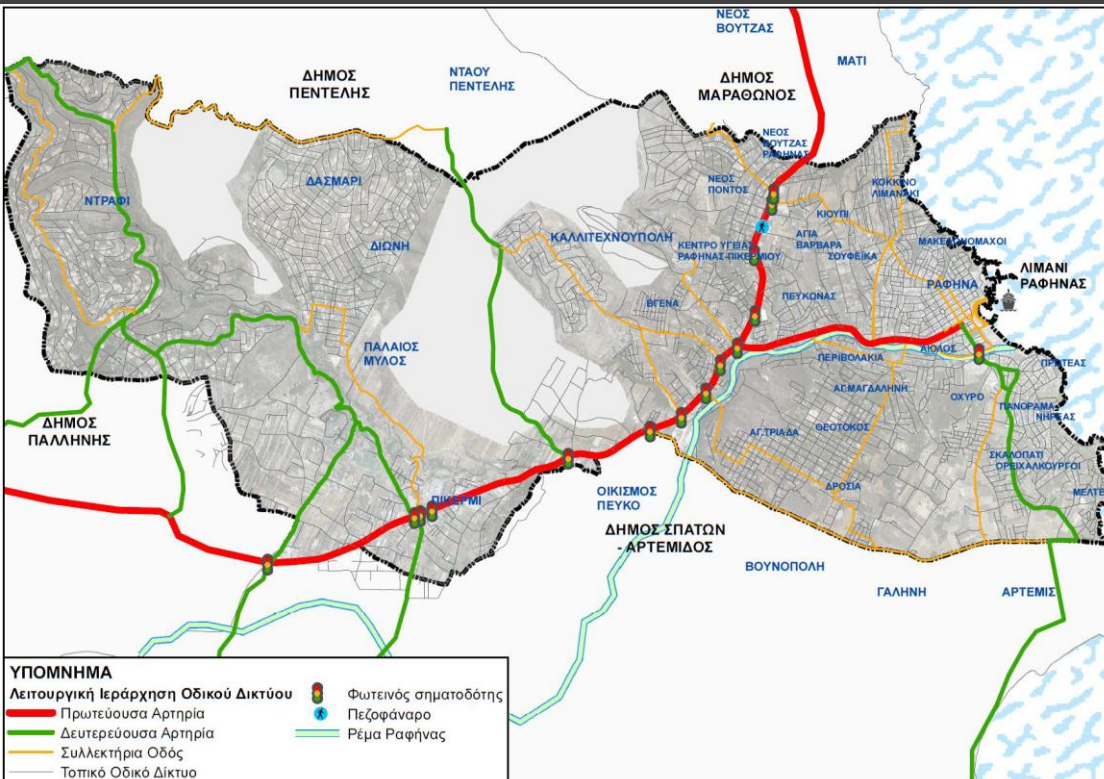 ΝΕΟΣ
ΒΟΥΤΖΑΣ
ΜΑΤΙ
ΔΗΜΟΣ
ΠΕΝΤΕΛΗΣ
ΝΤΑΟΥ
ΠΕΝΤΕΛΗΣ
ΔΗΜΟΣ
ΜΑΡΑΘΩΝΟΣ
ΝΕΟΣ
ΒΟΥΤΖΑΣ
ΡΑΦΗΝΑΣ
ΝΕΟΣ
ΠΟΝΤΟΣ
ΚΟΚΚΙΝΟ
ΛΙΜΑΝΑΚΙ
ΔΑΣΜΑΡΙ
ΝΤΡΑΦΙ
ΚΙΟΥΠΙ
ΔΙΩΝΗ
ΚΑΛΛΙΤΕΧΝΟΥΠΟΛΗ
ΚΕΝΤΡΟ ΥΓΕΙΑΣ
ΡΑΦΗΝΑΣ-ΠΙΚΕΡΜΙΟΥ
ΑΓΙΑ
ΒΑΡΒΑΡΑ
ΣΟΥΦΕΪΚΑ
ΜΑΚΕΔΟΝΟΜΑΧΟΙ
ΛΙΜΑΝΙ
ΡΑΦΗΝΑΣ
ΡΑΦΗΝΑ
ΒΓΕΝΑ
ΠΕΥΚΩΝΑΣ
ΠΑΛΑΙΟΣ
ΜΥΛΟΣ
ΠΕΡΙΒΟΛΑΚΙΑ
ΑΙΟΛΟΣ
ΠΡΩΤΕΑΣ
ΑΓ.ΜΑΓΔΑΛΗΝΗ
ΟΧΥΡΟ
ΠΑΝΟΡΑΜΑ
ΝΗΡΕΑΣ
ΔΗΜΟΣ
ΠΑΛΛΗΝΗΣ
ΑΓ.ΤΡΙΑΔΑ
ΘΕΟΤΟΚΟΣ
ΣΚΑΛΟΠΑΤΙ
ΟΡΕΙΧΑΛΚΟΥΡΓΟΙ
ΔΡΟΣΙΑ
ΜΕΛΤΕ
ΠΙΚΕΡΜΙ
ΟΙΚΙΣΜΟΣ
ΠΕΥΚΟ
ΔΗΜΟΣ ΣΠΑΤΩΝ
- ΑΡΤΕΜΙΔΟΣ
ΒΟΥΝΟΠΟΛΗ
ΓΑΛΗΝΗ
ΑΡΤΕΜΙΣ
ΥΠΟΜΝΗΜΑ
Λειτουργική Ιεράρχηση Οδικού Δικτύου
Πρωτεύουσα Αρτηρία
Δευτερεύουσα Αρτηρία
Συλλεκτήρια Οδός
Τοπικό Οδικό Δίκτυο
Φωτεινός σηματοδότης
Πεζοφάναρο
Ρέμα Ραφήνας